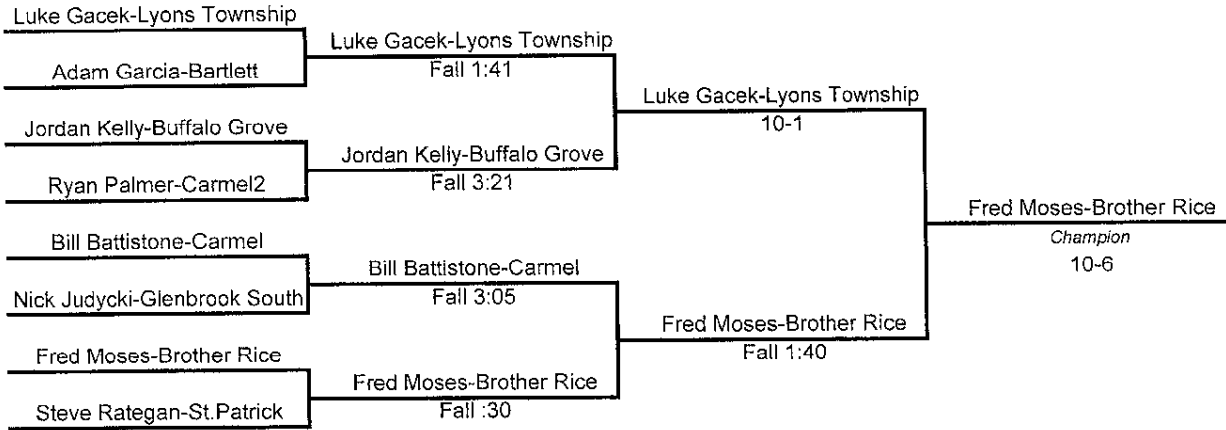 Luke Gacek-Lyons Township
Adam Garcia-Bartlett
Jordan Kelly-Buffalo Grove
Ryan Palmer-Carmel2
Bill Battistone-Carmel
Nick Judycki-Glenbrook South
Fred Moses-Brother Rice
Steve Rategan-St.Patrick
Luke Gacek-Lyons Township
Fall 1:41
Jordan Kelly-Buffalo Grove
Fall 3:21
Bill Battistone-Carmel
Fall 3:05
Fred Moses-Brother Rice
Fall :30
Luke Gacek-Lyons Township
10-1
Fred Moses-Brother Rice
Fall 1:40
Fred Moses-Brother Rice
Champion
10-6